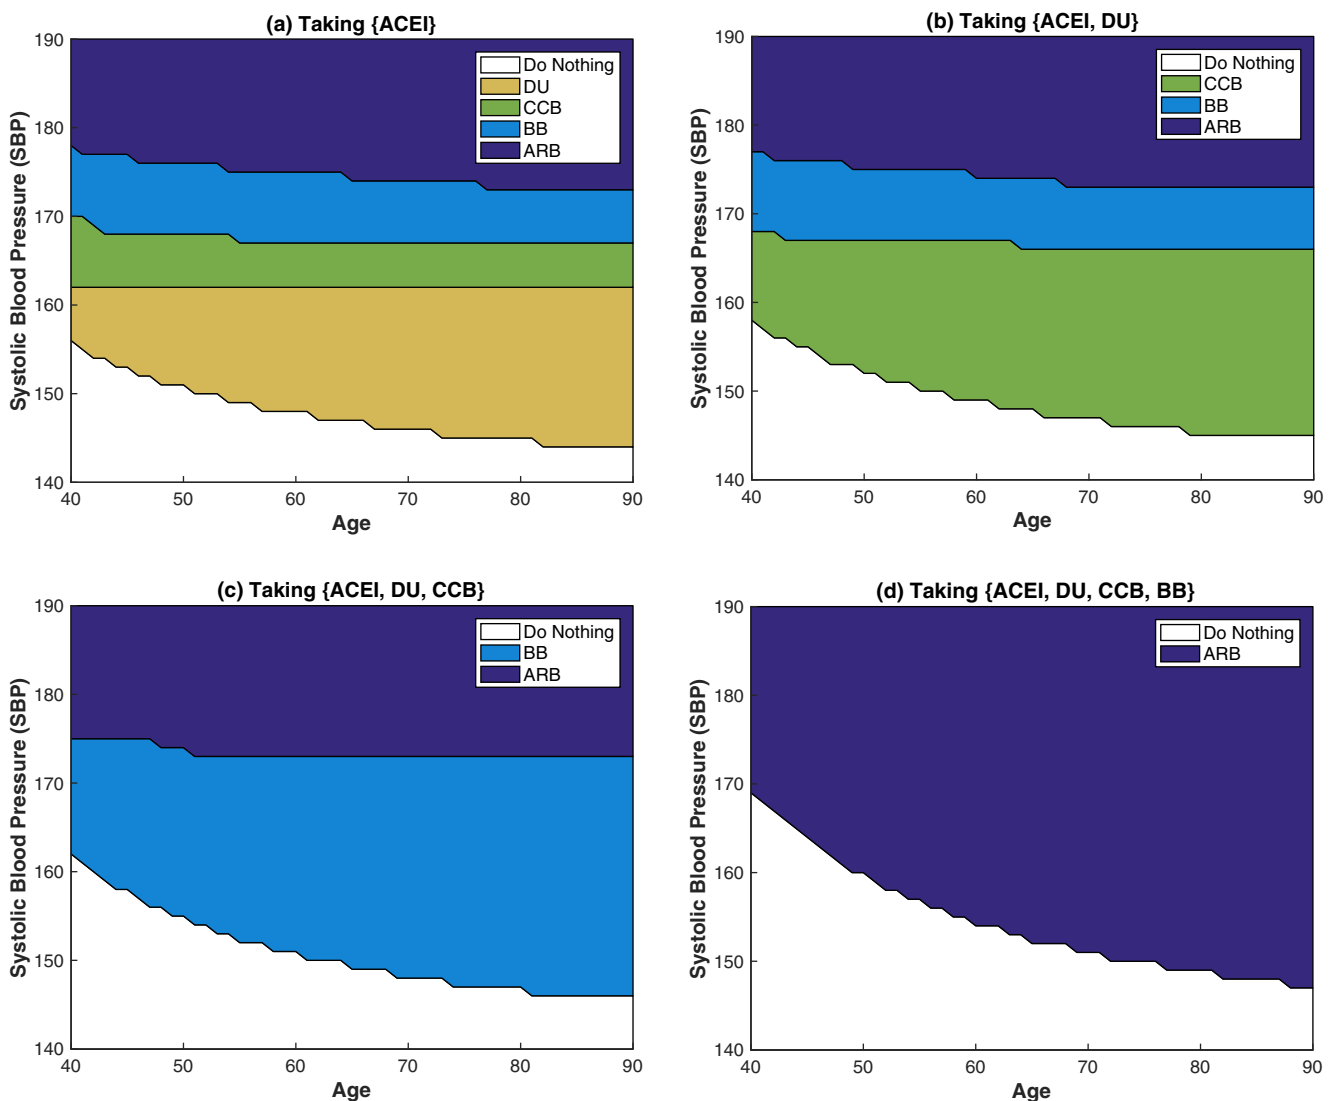 (a) Taking {ACEI}
Systolic Blood Pressure (SBP)
190
180
170
160
150
140
Do Nothing
DU
CCB
BB
ARB
40 50 60 70 80 90
Age
(b) Taking {ACEI, DU}
Systolic Blood Pressure (SBP)
190
180
170
160
150
140
Do Nothing
CCB
BB
ARB
40 50 60 70 80 90
Age
(c) Taking {ACEI, DU, CCB}
Systolic Blood Pressure (SBP)
190
180
170
160
150
140
Do Nothing
BB
ARB
40 50 60 70 80 90
Age
(d) Taking {ACEI, DU, CCB, BB}
Systolic Blood Pressure (SBP)
190
180
170
160
150
140
Do Nothing
ARB
40 50 60 70 80 90
Age